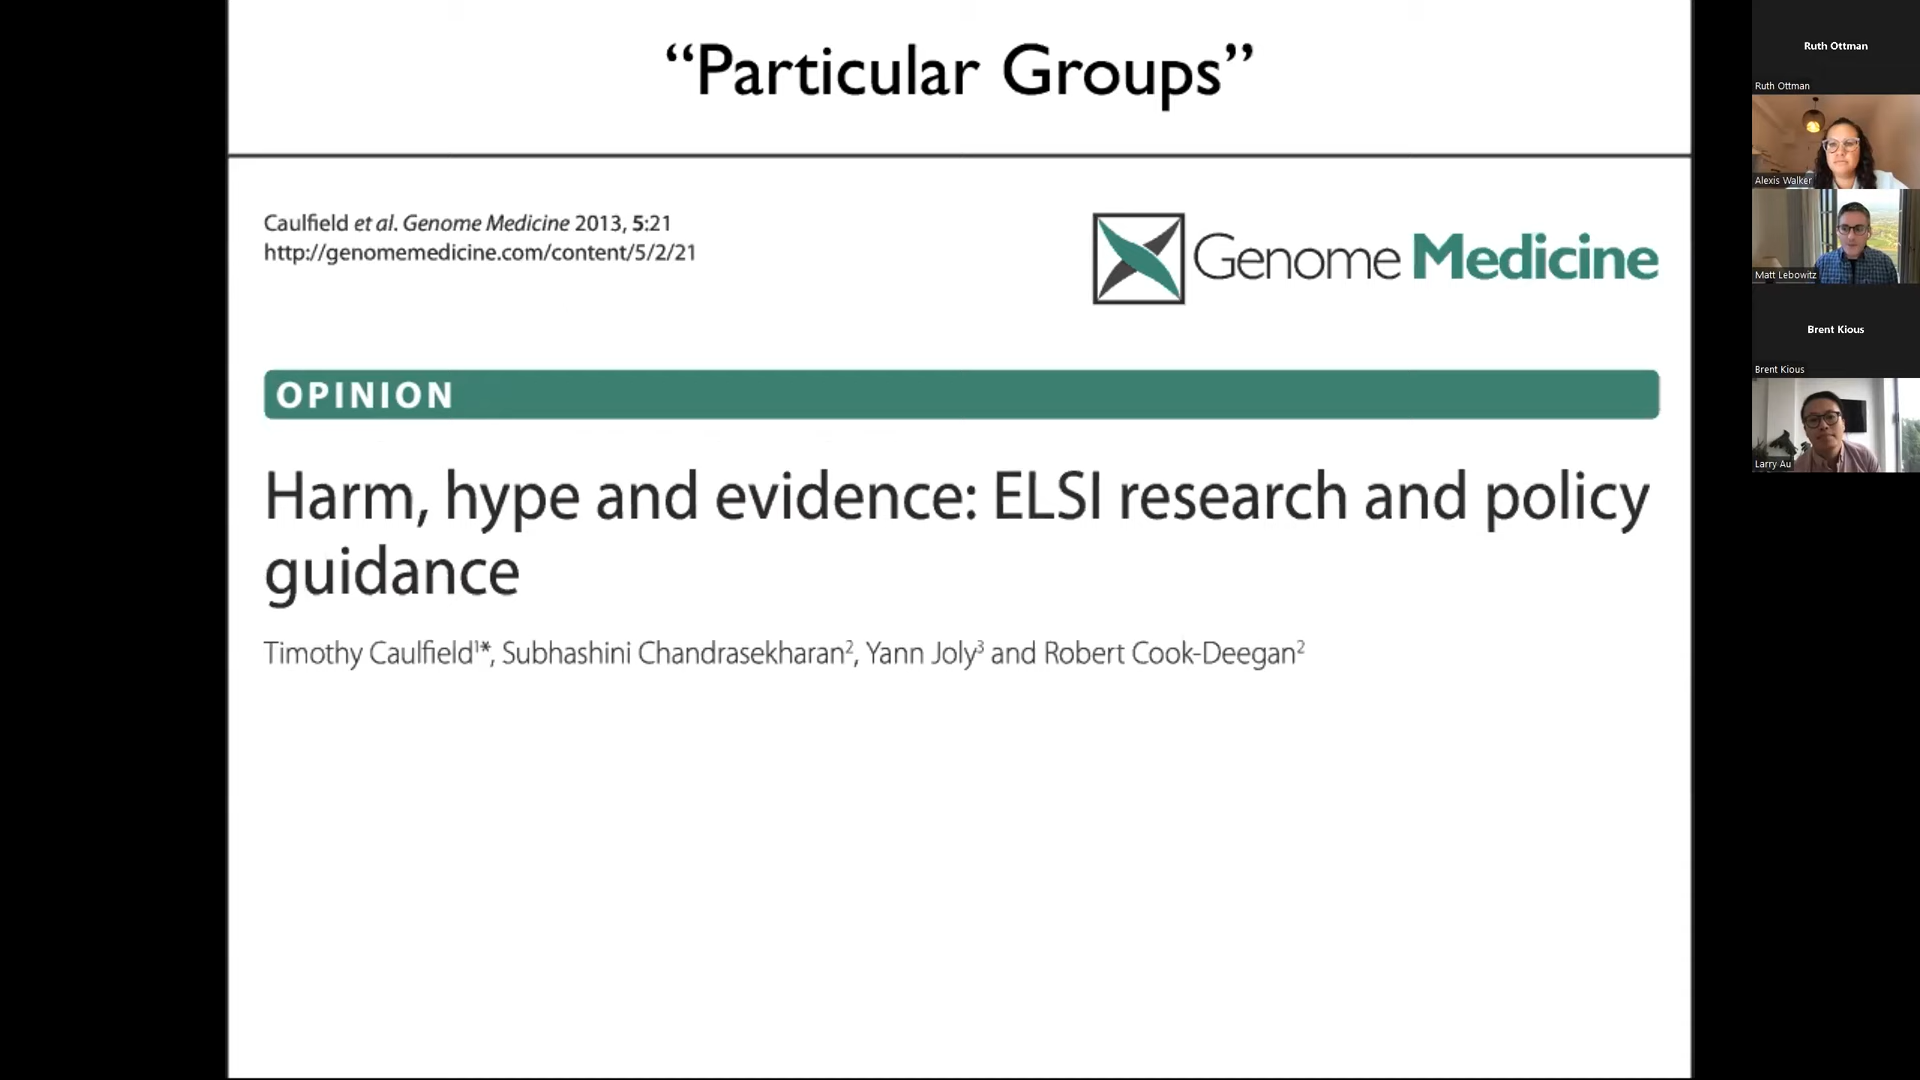 “Particular Groups”
Caulfield et al. Genome Medicine 2013, 5:21
http://genomemedicine.com/content/5/2/21
Genome Medicine
OPINION
Harm, hype and evidence: ELSI research and policy
guidance
Timothy Caulfield1*, Subhashini Chandrasekharan2, Yann Joly3 and Robert Cook-Deegan2
Ruth Ottman
Ruth Ottman
Alexis Walker
Matt Lebowitz
Brent Kious
Brent Kious
Larry Au